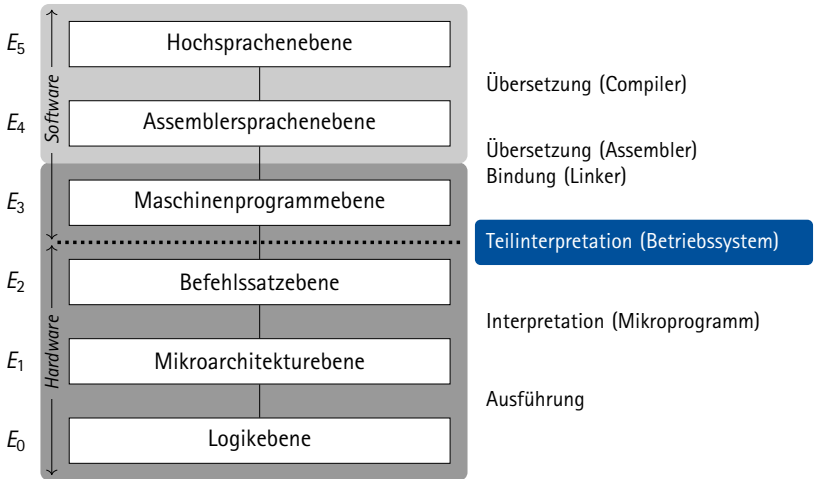 E5
Hochsprachenebene
Software
Übersetzung (Compiler)
E4
Assemblersprachenebene
Übersetzung (Assembler)
Bindung (Linker)
E3
Maschinenprogrammebene
Teilinterpretation (Betriebssystem)
E2
Befehlssatzebene
Hardware
Interpretation (Mikroprogramm)
E1
Mikroarchitekturebene
Ausführung
E0
Logikebene